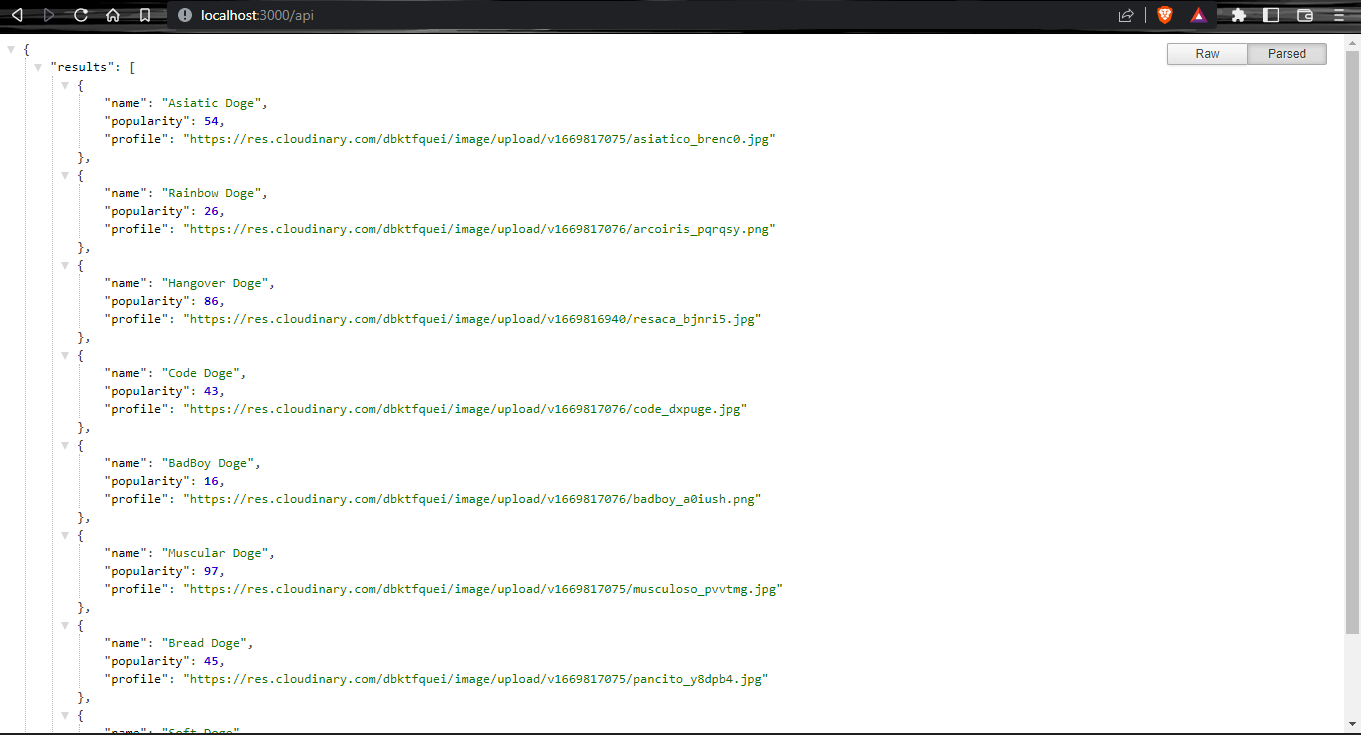 localhost:3000/api
Raw Parsed
{
"results": [
{
"name": "Asiatic Doge",
"popularity": 54,
"profile": "https://res.cloudinary.com/dbktfquei/image/upload/v1669817075/asiatico_brenc0.jpg"
},
{
"name": "Rainbow Doge",
"popularity": 26,
"profile": "https://res.cloudinary.com/dbktfquei/image/upload/v1669817076/arcoiris_pqrqsy.png"
},
{
"name": "Hangover Doge",
"popularity": 86,
"profile": "https://res.cloudinary.com/dbktfquei/image/upload/v1669816940/resaca_bjnri5.jpg"
},
{
"name": "Code Doge",
"popularity": 43,
"profile": "https://res.cloudinary.com/dbktfquei/image/upload/v1669817076/code_dxpuge.jpg"
},
{
"name": "BadBoy Doge",
"popularity": 16,
"profile": "https://res.cloudinary.com/dbktfquei/image/upload/v1669817076/badboy_a0iush.png"
},
{
"name": "Muscular Doge",
"popularity": 97,
"profile": "https://res.cloudinary.com/dbktfquei/image/upload/v1669817075/musculoso_pvvtmg.jpg"
},
{
"name": "Bread Doge",
"popularity": 45,
"profile": "https://res.cloudinary.com/dbktfquei/image/upload/v1669817075/pancito_y8dpb4.jpg"
},
{
"name": "Soft Doge"